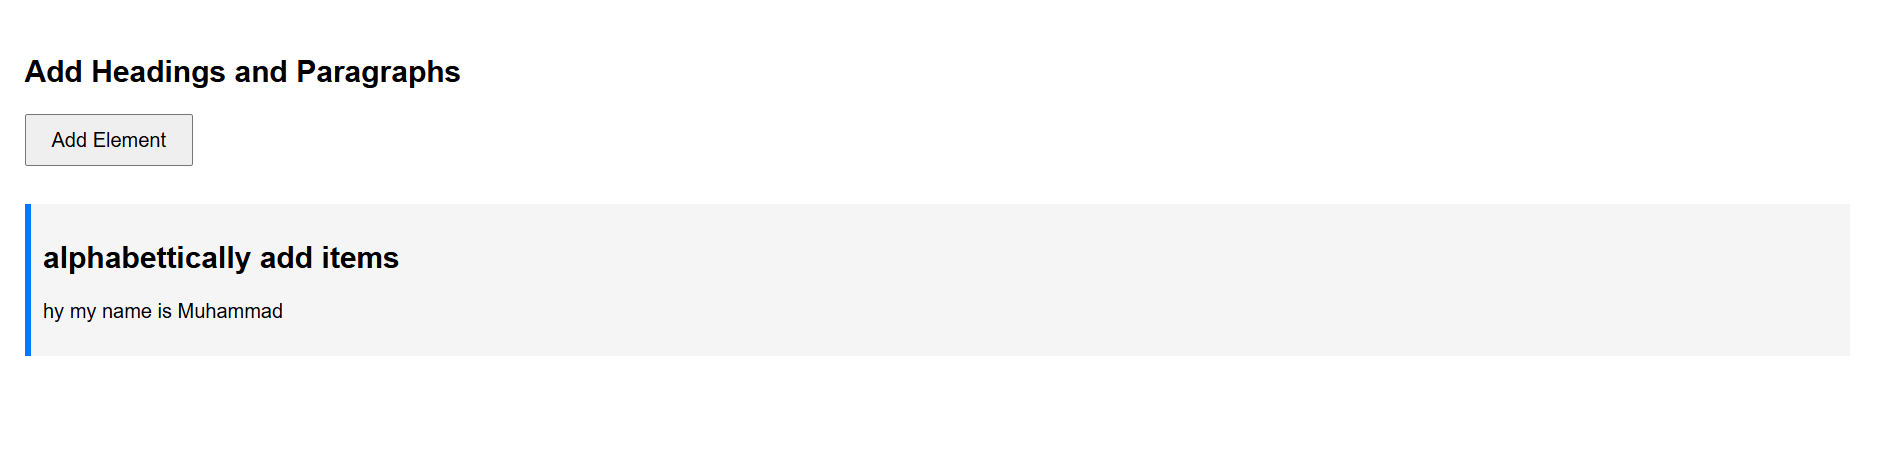 Add Headings and Paragraphs
Add Element
alphabettically add items
hy my name is Muhammad